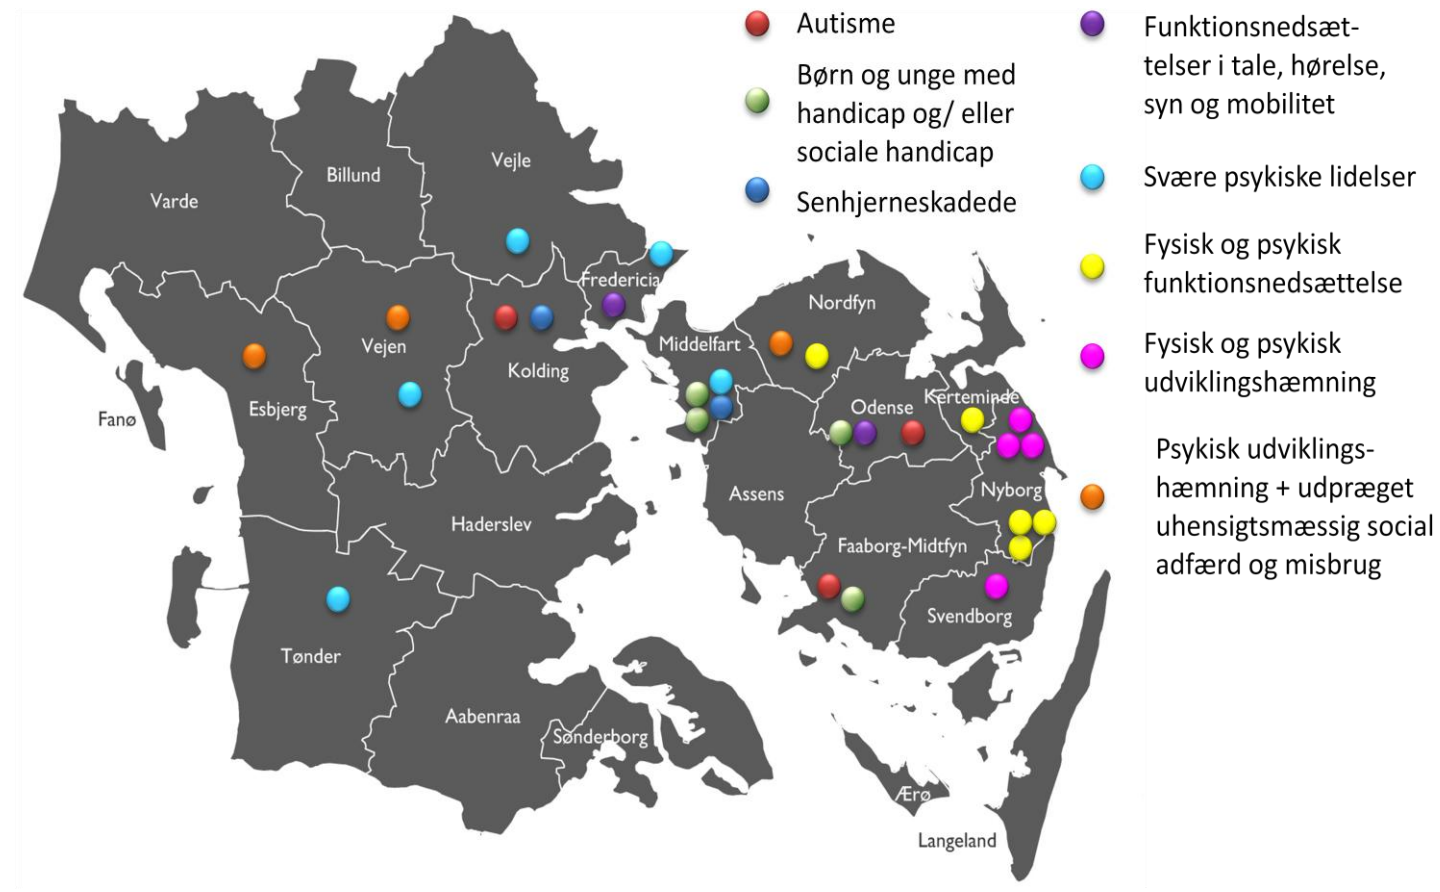 Autisme
Børn og unge med
handicap og/ eller
sociale handicap
Senhjerneskadede
Funktionsnedsæt-
telser i tale, hørelse,
syn og mobilitet
Svære psykiske lidelser
Fysisk og psykisk
funktionsnedsættelse
Fysisk og psykisk
udviklingshæmning
Psykisk udviklings-
hæmning + udpræget
uhensigtsmæssig social
adfærd og misbrug
Vejle
Billund
Varde
Fredericia
Nordfyn
Middelfart
Vejen
Kolding
Kerteminde
Odense
Esbjerg
Fanø
Nyborg
Assens
Haderslev
Faaborg-Midtfyn
Svendborg
Tønder
Aabenraa
Sønderborg
Ærø
Langeland